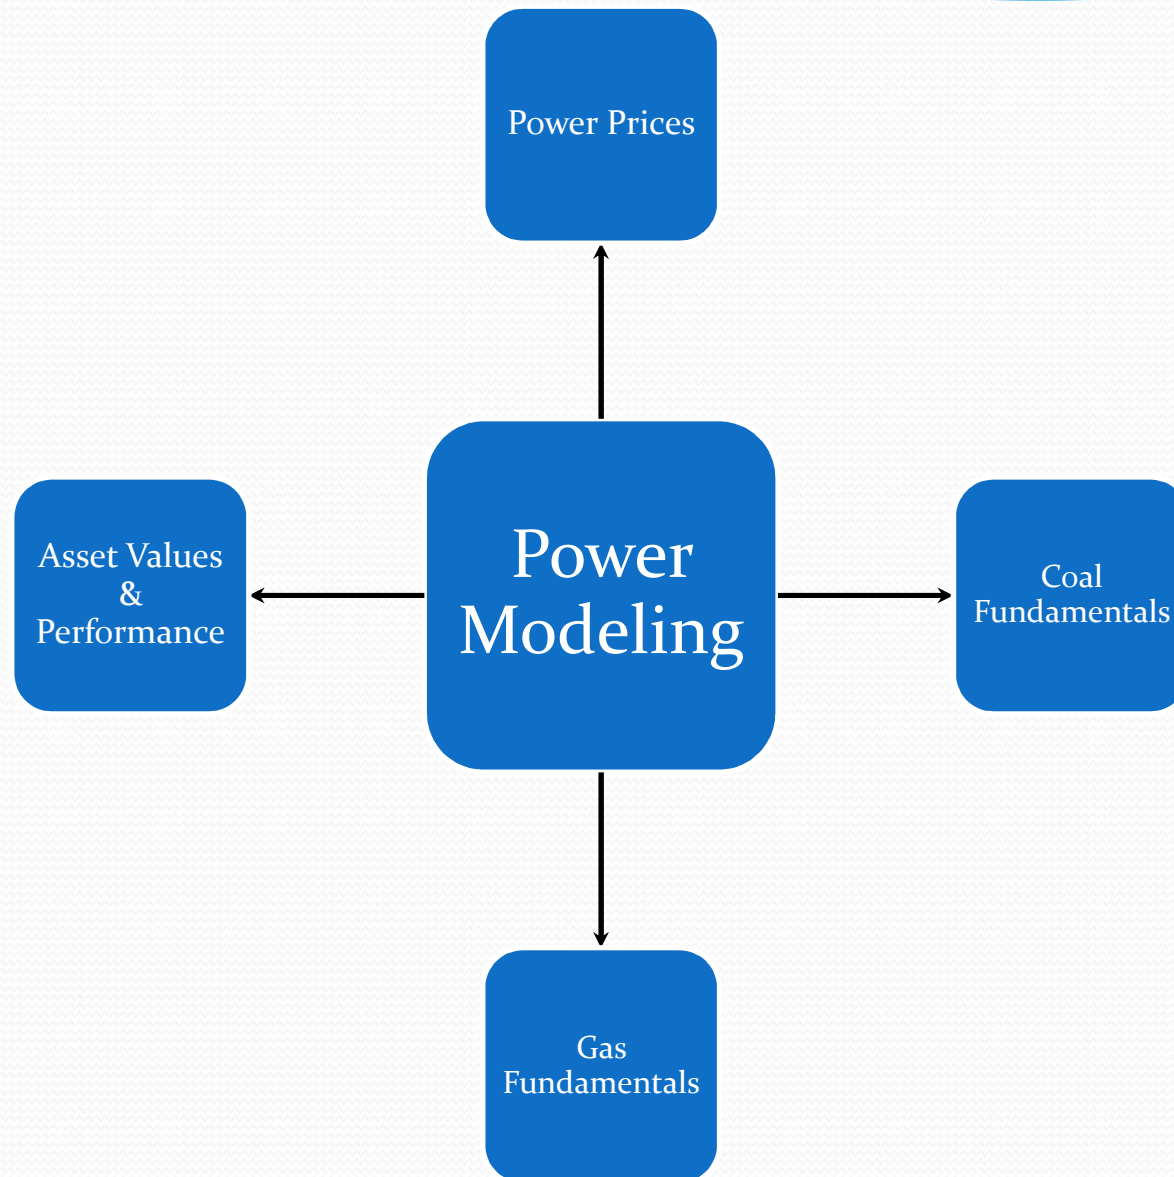 Power Prices
Asset Values
&
Performance
Power
Modeling
Coal
Fundamentals
Gas
Fundamentals